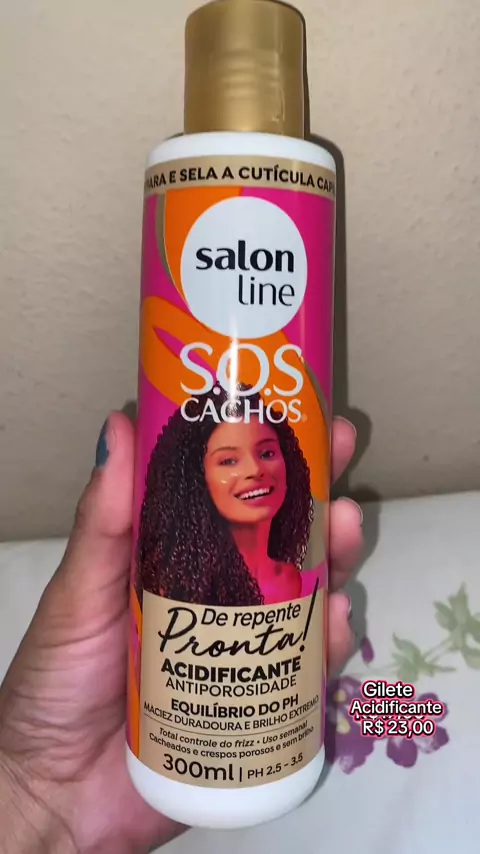 PARA E SELA A CUTÍCULA
salon
line
S.O.S
CACHOS
De repente
Pronta!
ACIDIFICANTE
ANTIPOROSIDADE
EQUILÍBRIO DO PH
MACIEZ DURADOURA E BRILHO EXTREMO
Total controle do frizz • Uso semanal
Cacheados e crespos porosos e sem brilho
300ml | PH 2.5 - 3.5
Gilete
Acidificante
R$ 23,00